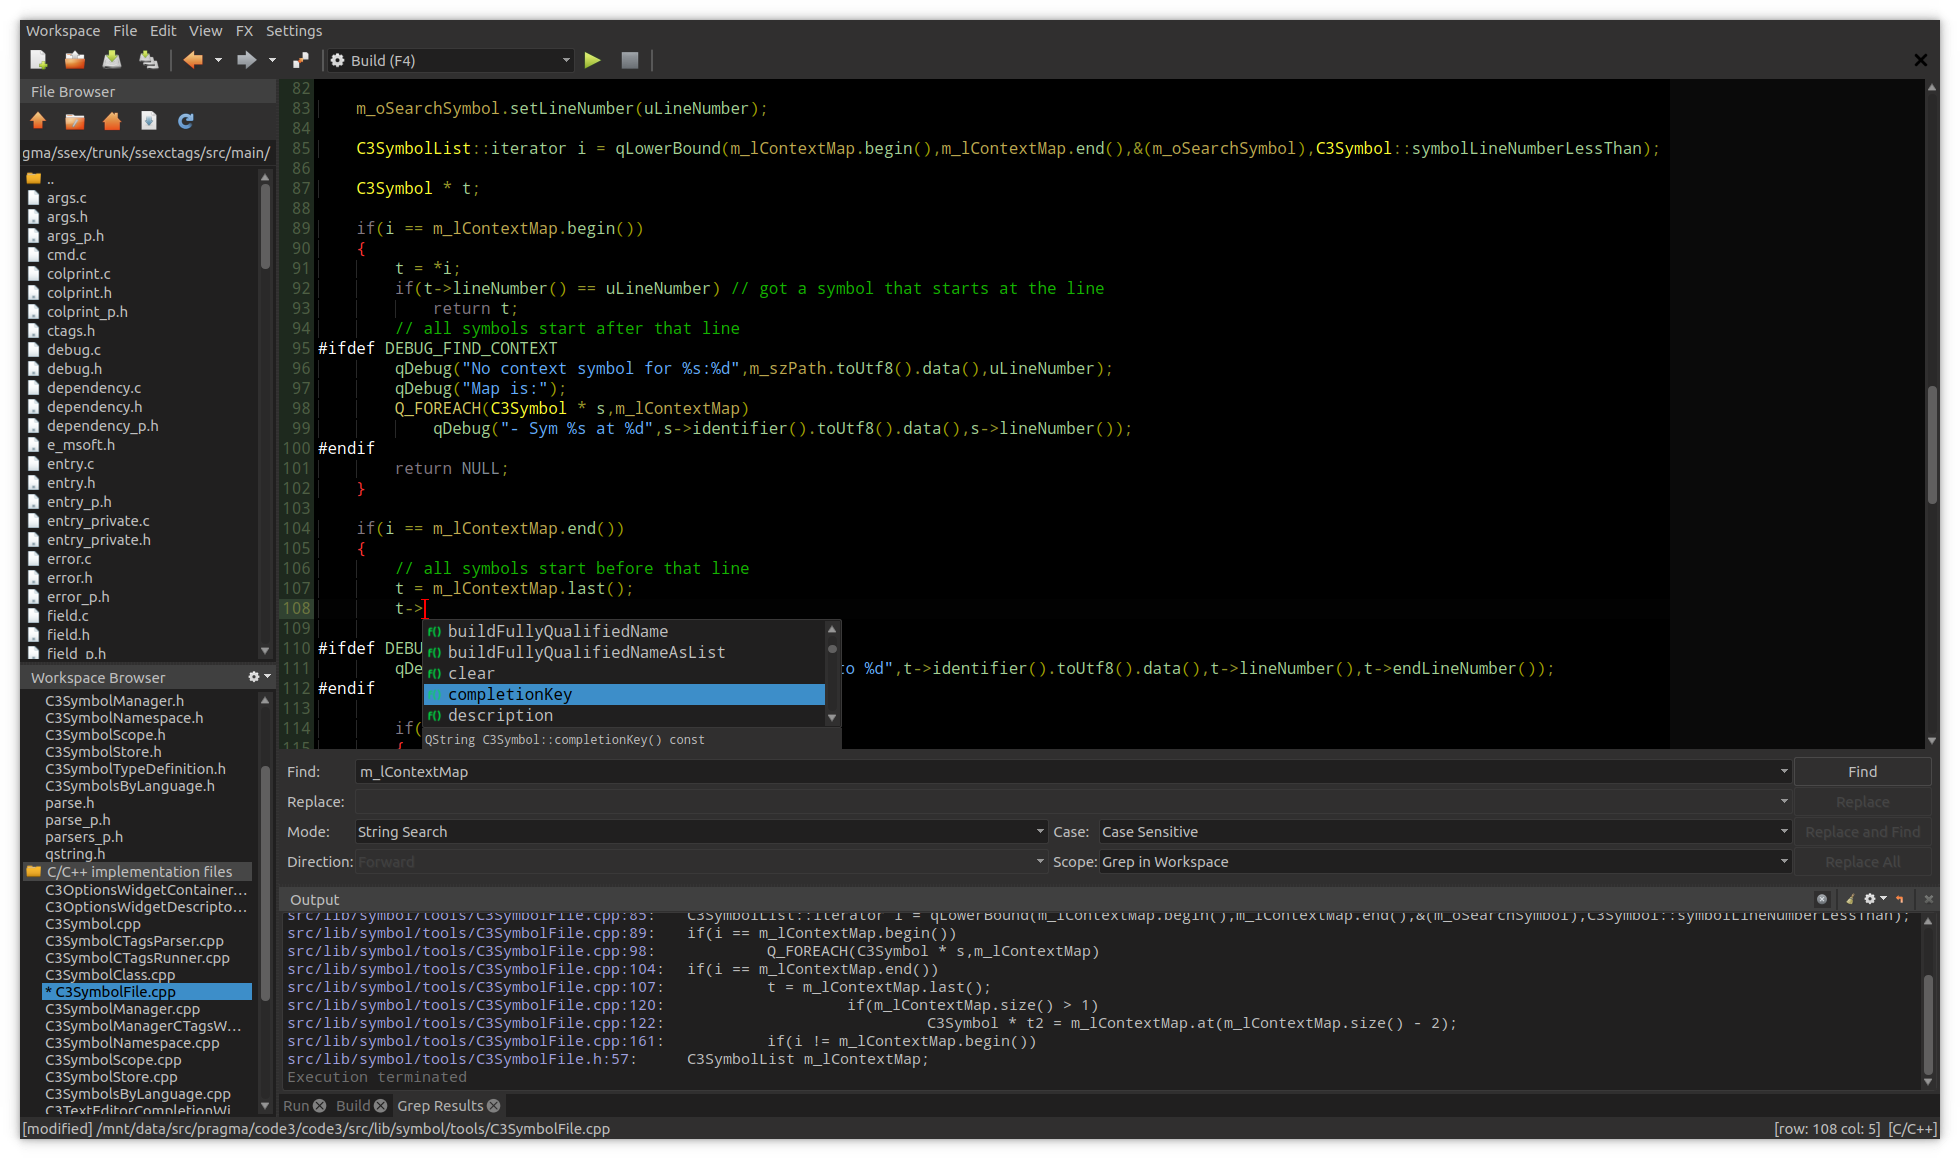 Workspace File Edit View FX Settings
Build (F4)
File Browser
gma/ssex/trunk/ssexctags/src/main/
..
args.c
args.h
args_p.h
cmd.c
colprint.c
colprint.h
colprint_p.h
ctags.h
debug.c
debug.h
dependency.c
dependency.h
dependency_p.h
e_msoft.h
entry.c
entry.h
entry_p.h
entry_private.c
entry_private.h
error.c
error.h
error_p.h
field.c
field.h
field_p.h
Workspace Browser
C3SymbolManager.h
C3SymbolNamespace.h
C3SymbolScope.h
C3SymbolStore.h
C3SymbolTypeDefinition.h
C3SymbolsByLanguage.h
parse.h
parse_p.h
parsers_p.h
qstring.h
C/C++ implementation files
C3OptionsWidgetContainer...
C3OptionsWidgetDescripto...
C3Symbol.cpp
C3SymbolCTagsParser.cpp
C3SymbolCTagsRunner.cpp
C3SymbolClass.cpp
* C3SymbolFile.cpp
C3SymbolManager.cpp
C3SymbolManagerCTagsW...
C3SymbolNamespace.cpp
C3SymbolScope.cpp
C3SymbolStore.cpp
C3SymbolsByLanguage.cpp
C3TextEditorCompletionWi
82
83 m_oSearchSymbol.setLineNumber(uLineNumber);
84
85 C3SymbolList::iterator i = qLowerBound(m_lContextMap.begin(),m_lContextMap.end(),&(m_oSearchSymbol),C3Symbol::symbolLineNumberLessThan);
86
87 C3Symbol * t;
88
89 if(i == m_lContextMap.begin())
90 {
91 t = *i;
92 if(t->lineNumber() == uLineNumber) // got a symbol that starts at the line
93 return t;
94 // all symbols start after that line
95 #ifdef DEBUG_FIND_CONTEXT
96 qDebug("No context symbol for %s:%d",m_szPath.toUtf8().data(),uLineNumber);
97 qDebug("Map is:");
98 Q_FOREACH(C3Symbol * s,m_lContextMap)
99 qDebug("- Sym %s at %d",s->identifier().toUtf8().data(),s->lineNumber());
100 #endif
101 return NULL;
102 }
103
104 if(i == m_lContextMap.end())
105 {
106 // all symbols start before that line
107 t = m_lContextMap.last();
108 t->
109
110 #ifdef DEBU
111 qDe to %d",t->identifier().toUtf8().data(),t->lineNumber(),t->endLineNumber());
112 #endif
113
114 if(
115 {
f() buildFullyQualifiedName
f() buildFullyQualifiedNameAsList
f() clear
f() completionKey
f() description
QString C3Symbol::completionKey() const
Find: m_lContextMap Find
Replace: Replace
Mode: String Search Case: Case Sensitive Replace and Find
Direction: Forward Scope: Grep in Workspace Replace All
Output
src/lib/symbol/tools/C3SymbolFile.cpp:85: C3SymbolList::iterator i = qLowerBound(m_lContextMap.begin(),m_lContextMap.end(),&(m_oSearchSymbol),C3Symbol::symbolLineNumberLessThan);
src/lib/symbol/tools/C3SymbolFile.cpp:89: if(i == m_lContextMap.begin())
src/lib/symbol/tools/C3SymbolFile.cpp:98: Q_FOREACH(C3Symbol * s,m_lContextMap)
src/lib/symbol/tools/C3SymbolFile.cpp:104: if(i == m_lContextMap.end())
src/lib/symbol/tools/C3SymbolFile.cpp:107: t = m_lContextMap.last();
src/lib/symbol/tools/C3SymbolFile.cpp:120: if(m_lContextMap.size() > 1)
src/lib/symbol/tools/C3SymbolFile.cpp:122: C3Symbol * t2 = m_lContextMap.at(m_lContextMap.size() - 2);
src/lib/symbol/tools/C3SymbolFile.cpp:161: if(i != m_lContextMap.begin())
src/lib/symbol/tools/C3SymbolFile.h:57: C3SymbolList m_lContextMap;
Execution terminated
Run Build Grep Results
[modified] /mnt/data/src/pragma/code3/code3/src/lib/symbol/tools/C3SymbolFile.cpp [row: 108 col: 5] [C/C++]